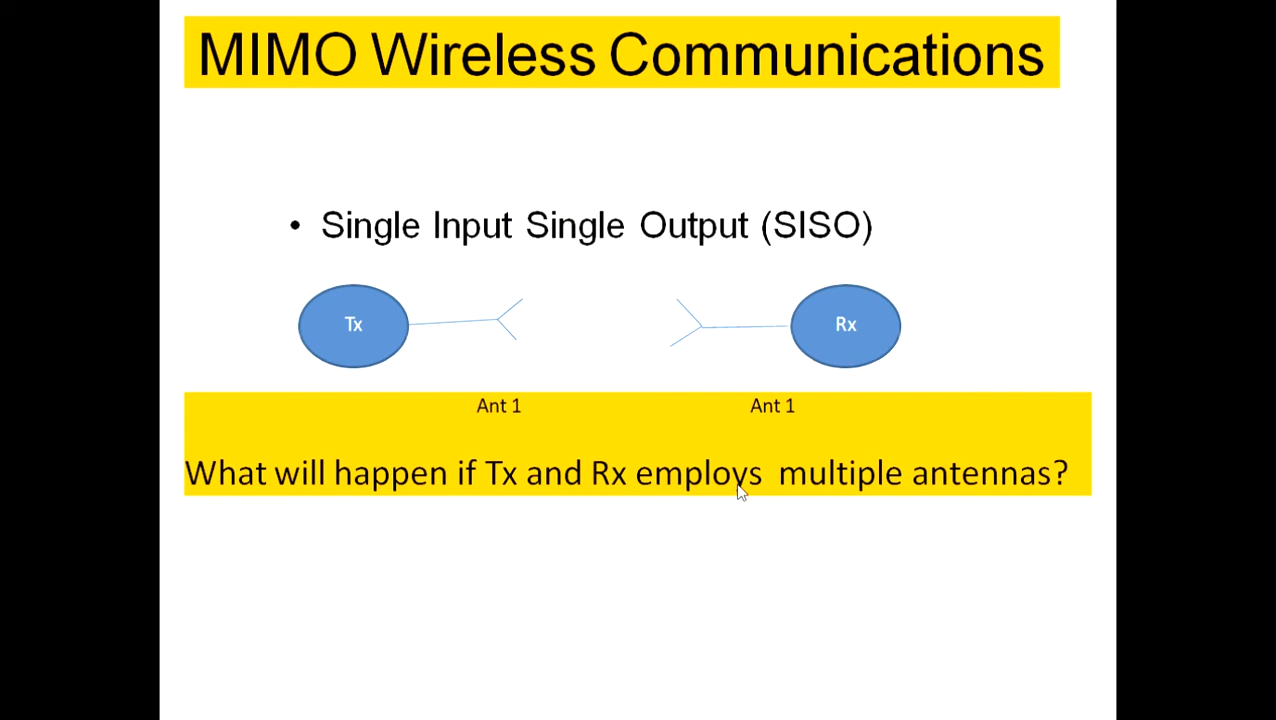 MIMO Wireless Communications
• Single Input Single Output (SISO)
Tx
Rx
Ant 1
Ant 1
What will happen if Tx and Rx employs multiple antennas?